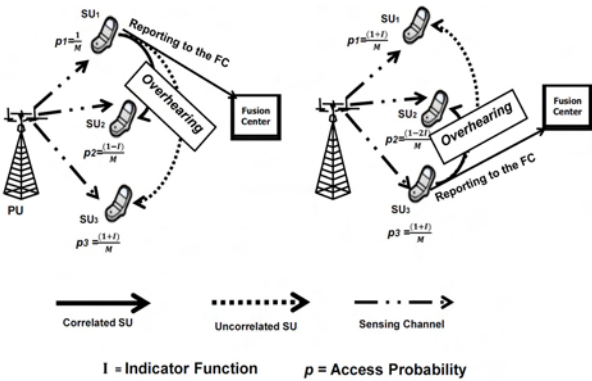 SU1
Reporting to the FC
p1=1/M
Overhearing
Fusion
Center
SU2
p2=(1-I)/M
PU
SU3
p3=(1+I)/M
SU1
p1=(1+I)/M
Fusion
Center
SU2
Overhearing
p2=(1-2I)/M
Reporting to the FC
SU3
p3=(1+I)/M
Correlated SU
Uncorrelated SU
Sensing Channel
I = Indicator Function
p = Access Probability